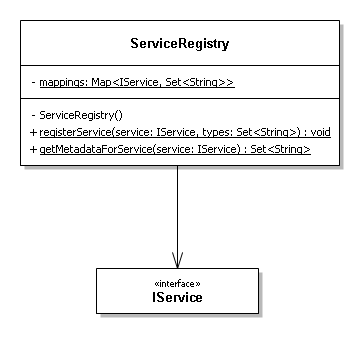 ServiceRegistry
- mappings: Map<IService, Set<String>>
- ServiceRegistry()
+ registerService(service: IService, types: Set<String>) : void
+ getMetadataForService(service: IService) : Set<String>
«interface»
IService